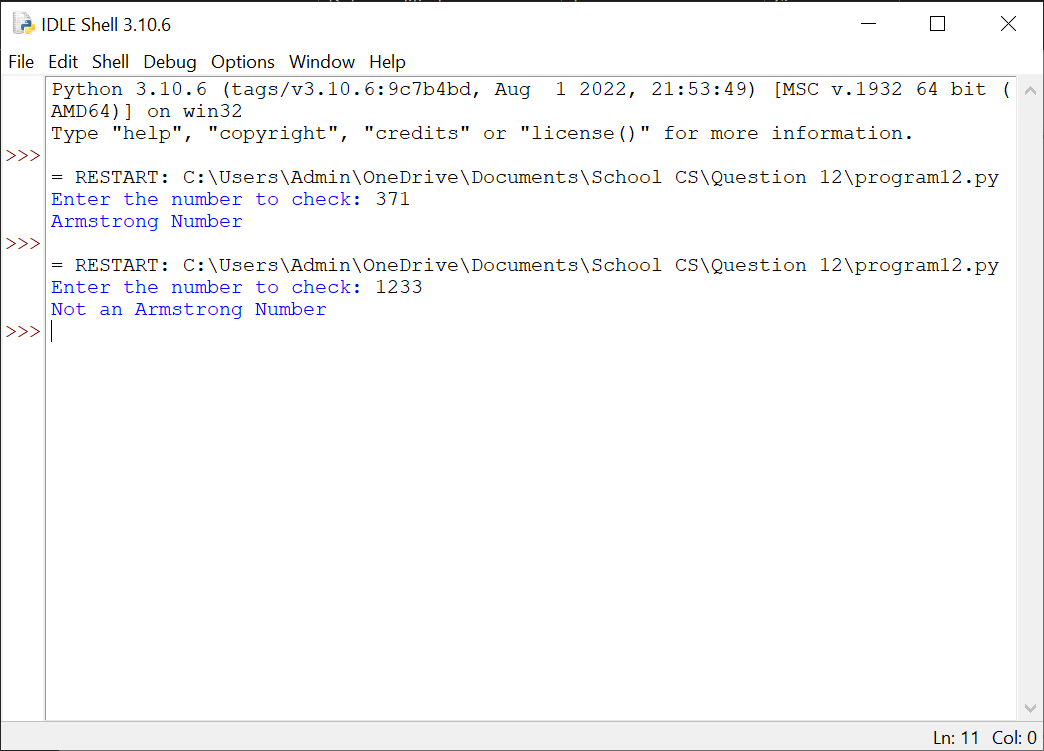 IDLE Shell 3.10.6
File Edit Shell Debug Options Window Help
Python 3.10.6 (tags/v3.10.6:9c7b4bd, Aug  1 2022, 21:53:49) [MSC v.1932 64 bit (
AMD64)] on win32
Type "help", "copyright", "credits" or "license()" for more information.
>>>
= RESTART: C:\Users\Admin\OneDrive\Documents\School CS\Question 12\program12.py
Enter the number to check: 371
Armstrong Number
>>>
= RESTART: C:\Users\Admin\OneDrive\Documents\School CS\Question 12\program12.py
Enter the number to check: 1233
Not an Armstrong Number
>>>
Ln: 11 Col: 0